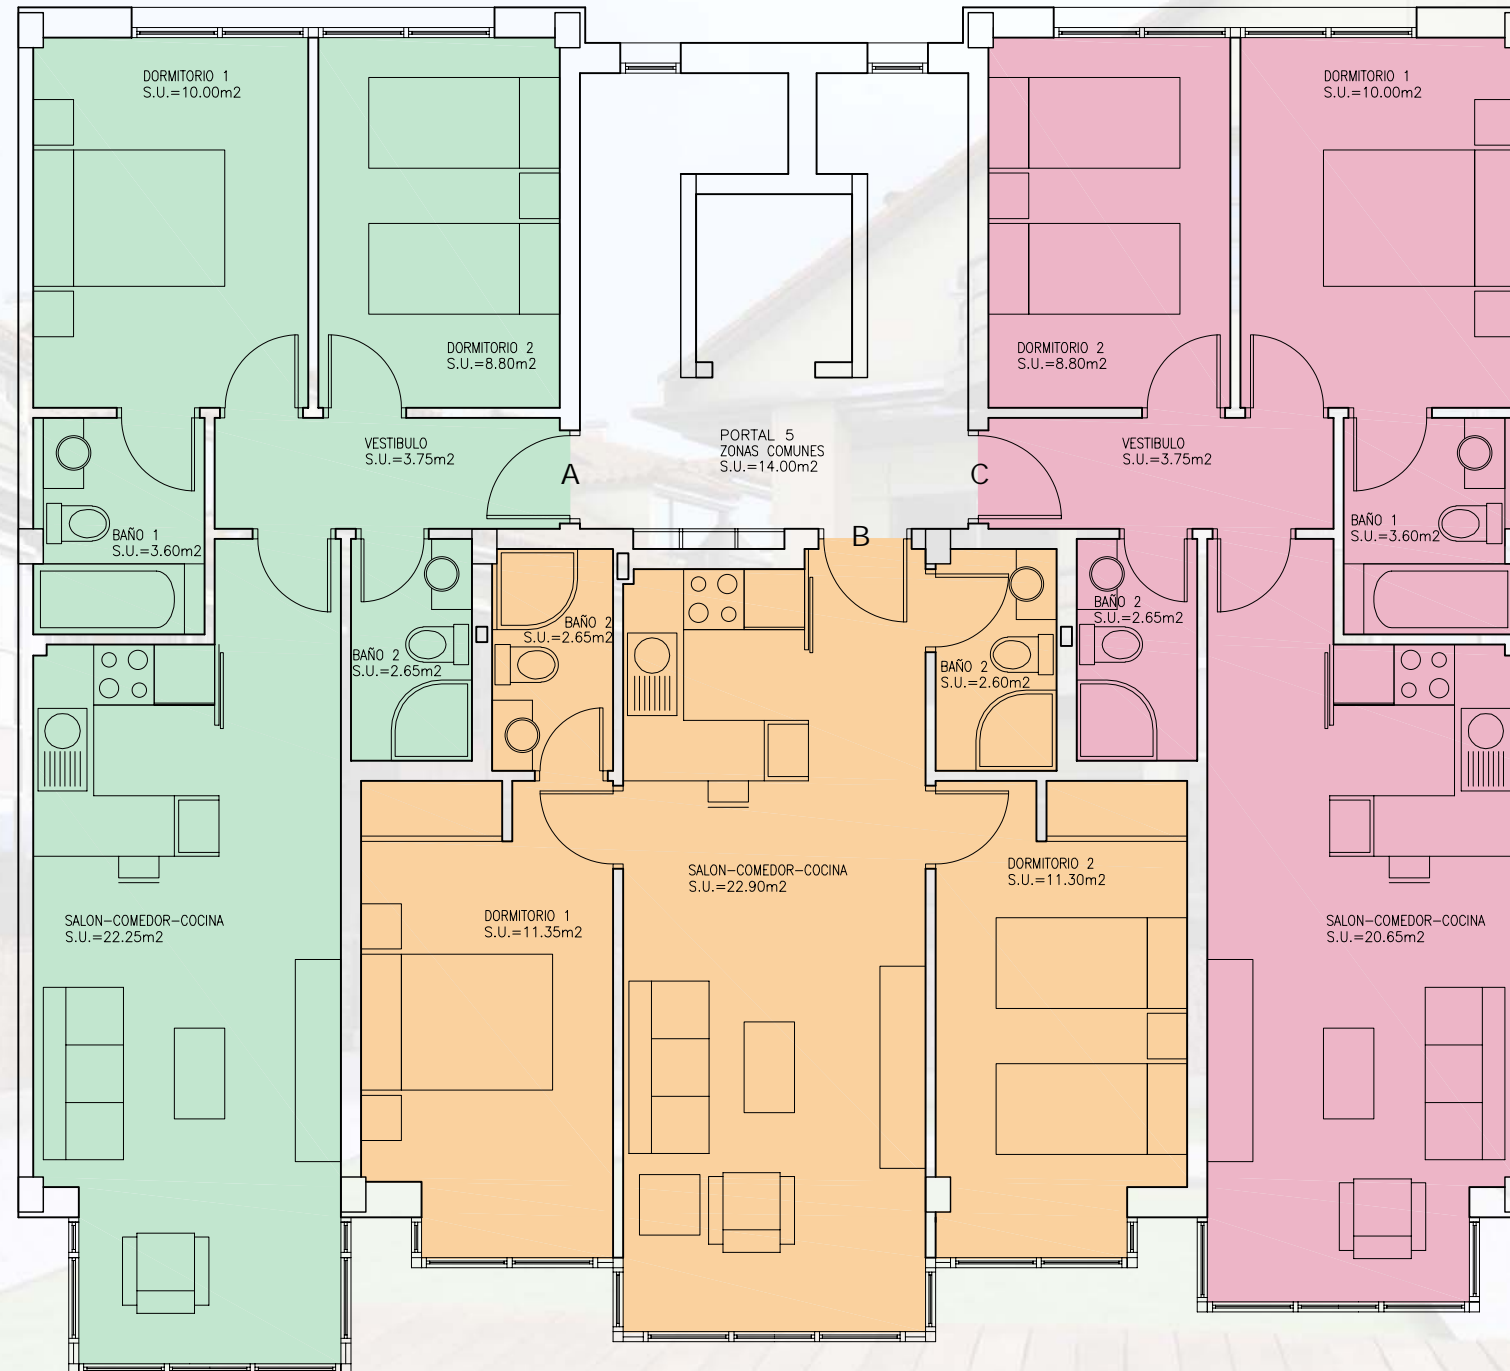 DORMITORIO 1
S.U.=10.00m2
DORMITORIO 1
S.U.=10.00m2
DORMITORIO 2
S.U.=8.80m2
DORMITORIO 2
S.U.=8.80m2
VESTIBULO
S.U.=3.75m2
A
PORTAL 5
ZONAS COMUNES
S.U.=14.00m2
C
VESTIBULO
S.U.=3.75m2
BAÑO 1
S.U.=3.60m2
B
BAÑO 1
S.U.=3.60m2
BAÑO 2
S.U.=2.65m2
BAÑO 2
S.U.=2.65m2
BAÑO 2
S.U.=2.60m2
BAÑO 2
S.U.=2.65m2
SALON-COMEDOR-COCINA
S.U.=22.25m2
DORMITORIO 1
S.U.=11.35m2
SALON-COMEDOR-COCINA
S.U.=22.90m2
DORMITORIO 2
S.U.=11.30m2
SALON-COMEDOR-COCINA
S.U.=20.65m2